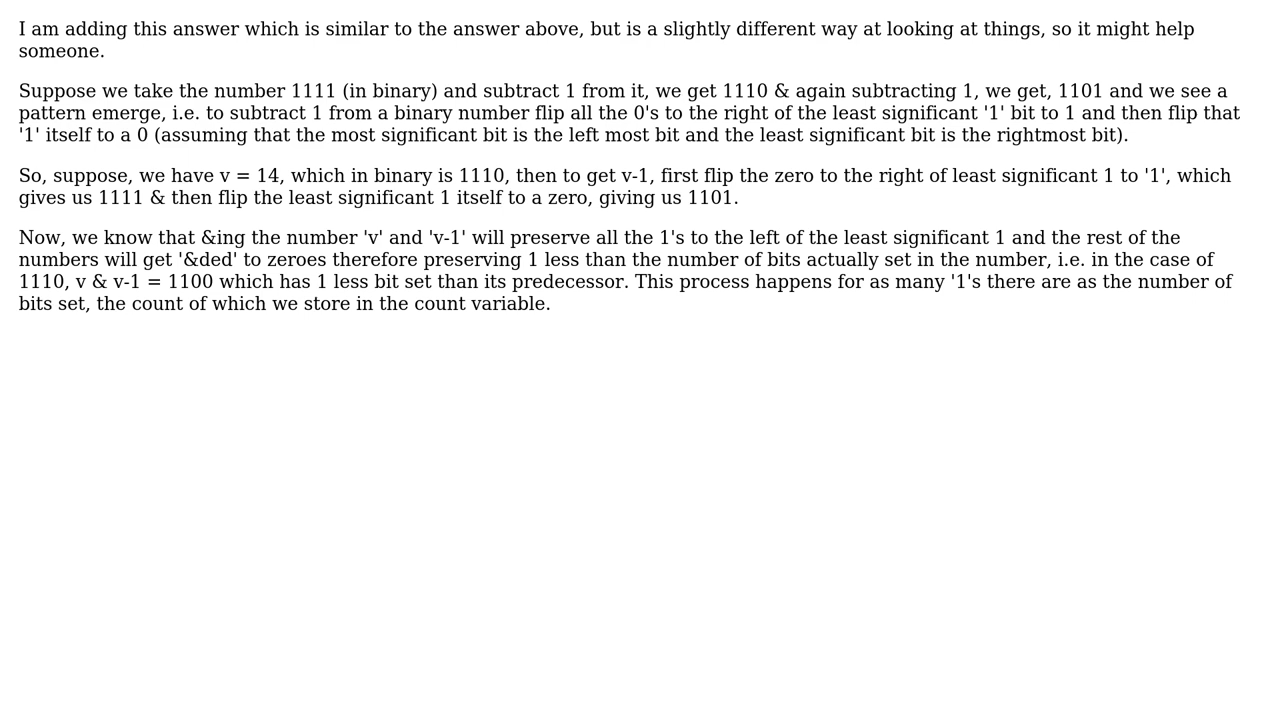 I am adding this answer which is similar to the answer above, but is a slightly different way at looking at things, so it might help
someone.
Suppose we take the number 1111 (in binary) and subtract 1 from it, we get 1110 & again subtracting 1, we get, 1101 and we see a
pattern emerge, i.e. to subtract 1 from a binary number flip all the 0's to the right of the least significant '1' bit to 1 and then flip that
'1' itself to a 0 (assuming that the most significant bit is the left most bit and the least significant bit is the rightmost bit).
So, suppose, we have v = 14, which in binary is 1110, then to get v-1, first flip the zero to the right of least significant 1 to '1', which
gives us 1111 & then flip the least significant 1 itself to a zero, giving us 1101.
Now, we know that &ing the number 'v' and 'v-1' will preserve all the 1's to the left of the least significant 1 and the rest of the
numbers will get '&ded' to zeroes therefore preserving 1 less than the number of bits actually set in the number, i.e. in the case of
1110, v & v-1 = 1100 which has 1 less bit set than its predecessor. This process happens for as many '1's there are as the number of
bits set, the count of which we store in the count variable.